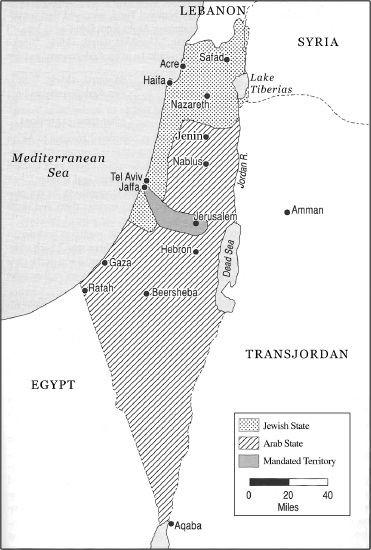 LEBANON
SYRIA
Safad
Acre
Haifa
Lake
Tiberias
Nazareth
Jenin
Mediterranean
Sea
Nablus
Jordan R.
Tel Aviv
Jaffa
Amman
Jerusalem
Hebron
Dead Sea
Gaza
Rafah
Beersheba
TRANSJORDAN
EGYPT
Jewish State
Arab State
Mandated Territory
0 20 40
Miles
Aqaba